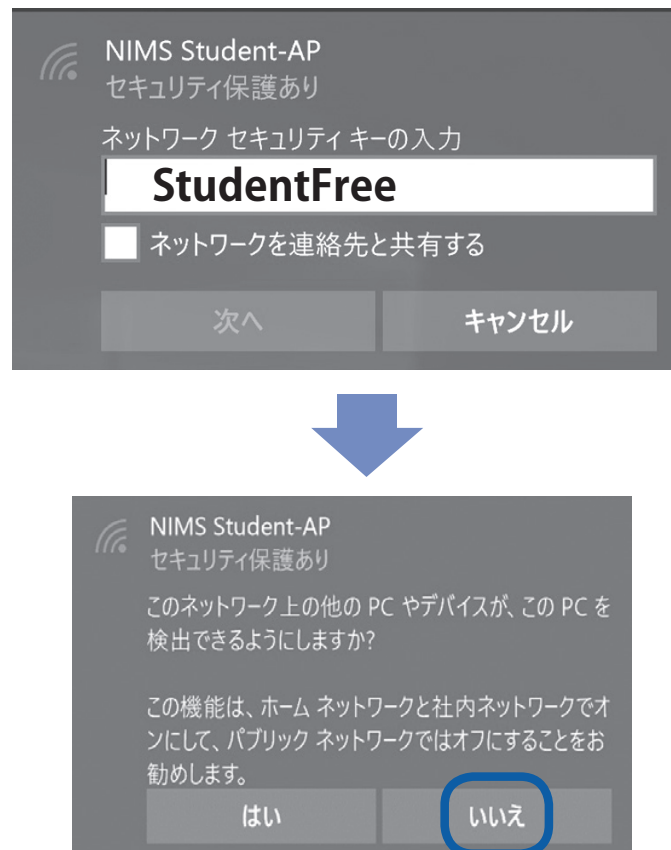 NIMS Student-AP
セキュリティ保護あり
ネットワーク セキュリティ キーの入力
StudentFree
ネットワークを連絡先と共有する
次へ
キャンセル
NIMS Student-AP
セキュリティ保護あり
このネットワーク上の他の PC やデバイスが、この PC を
検出できるようにしますか?
この機能は、ホーム ネットワークと社内ネットワークでオ
ンにして、パブリック ネットワークではオフにすることをお
勧めします。
はい
いいえ